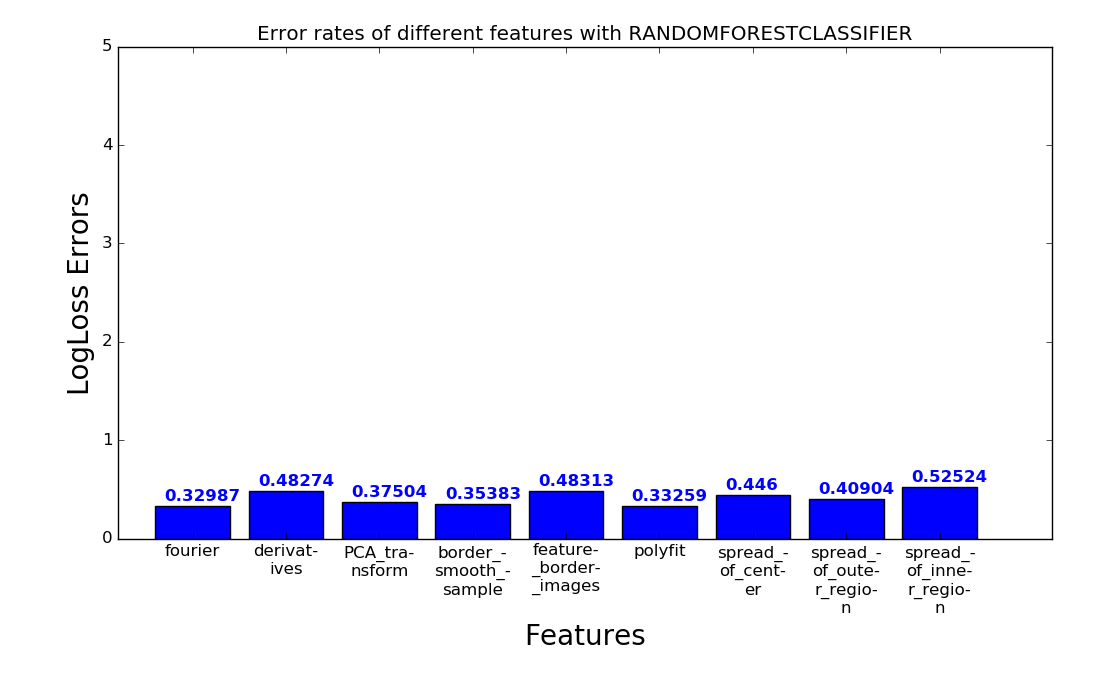 Error rates of different features with RANDOMFORESTCLASSIFIER
5
4
3
2
1
0
LogLoss Errors
0.32987
0.48274
0.37504
0.35383
0.48313
0.33259
0.446
0.40904
0.52524
fourier
derivat-
ives
PCA_tra-
nsform
border_-
smooth_-
sample
feature-
_border-
_images
polyfit
spread_-
of_cent-
er
spread_-
of_oute-
r_regio-
n
spread_-
of_inne-
r_regio-
n
Features